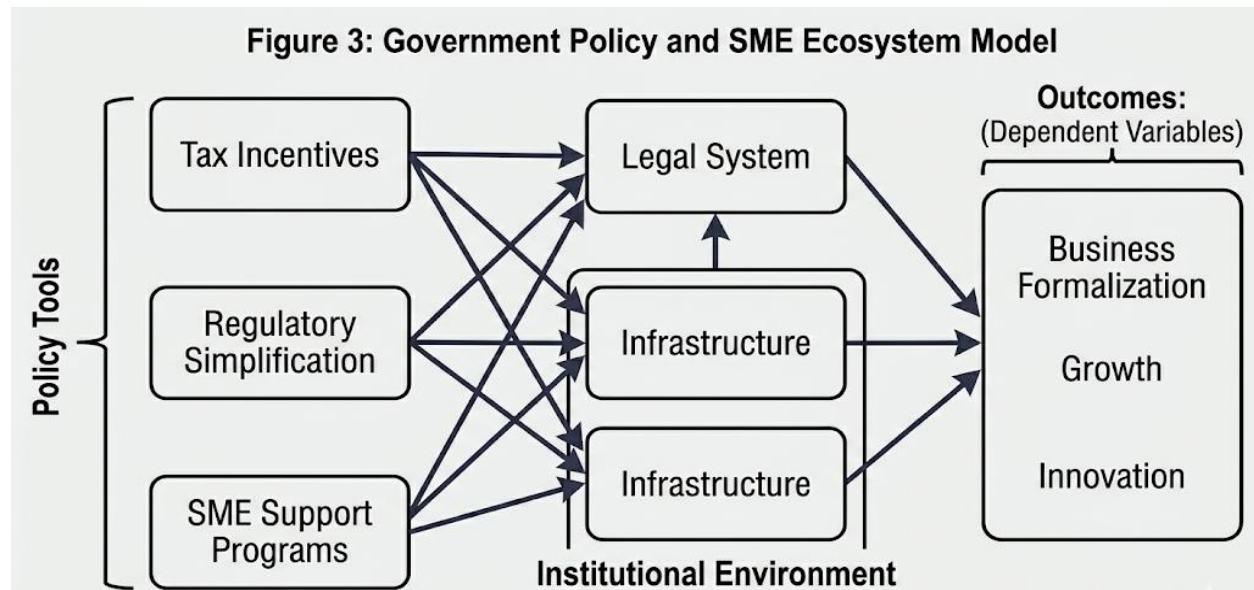 Figure 3: Government Policy and SME Ecosystem Model
Policy Tools
Tax Incentives
Regulatory
Simplification
SME Support
Programs
Legal System
Infrastructure
Infrastructure
Institutional Environment
Outcomes:
(Dependent Variables)
Business
Formalization
Growth
Innovation